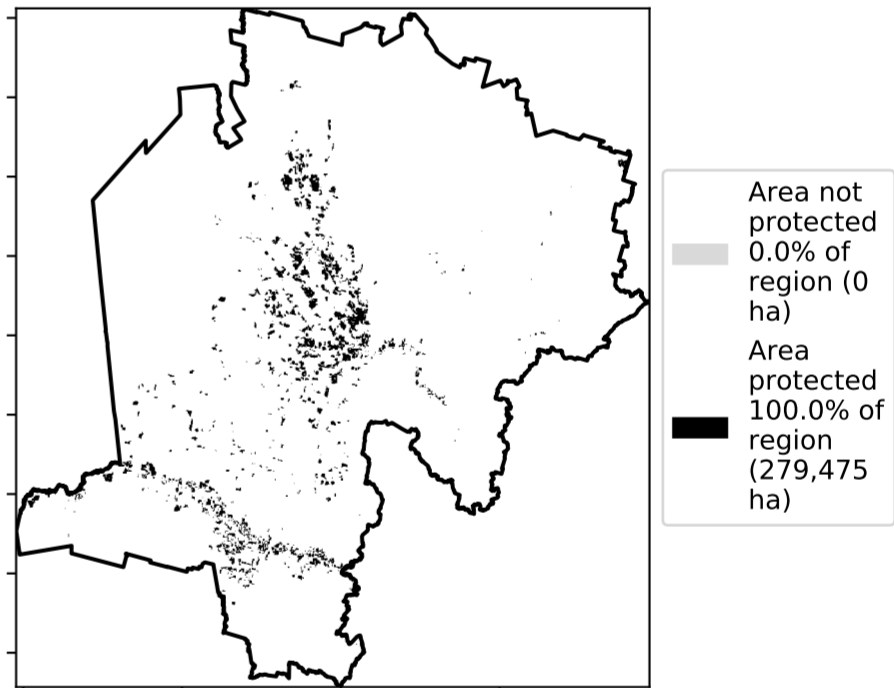 Area not
protected
0.0% of
region (0
ha)
Area
protected
100.0% of
region
(279,475
ha)